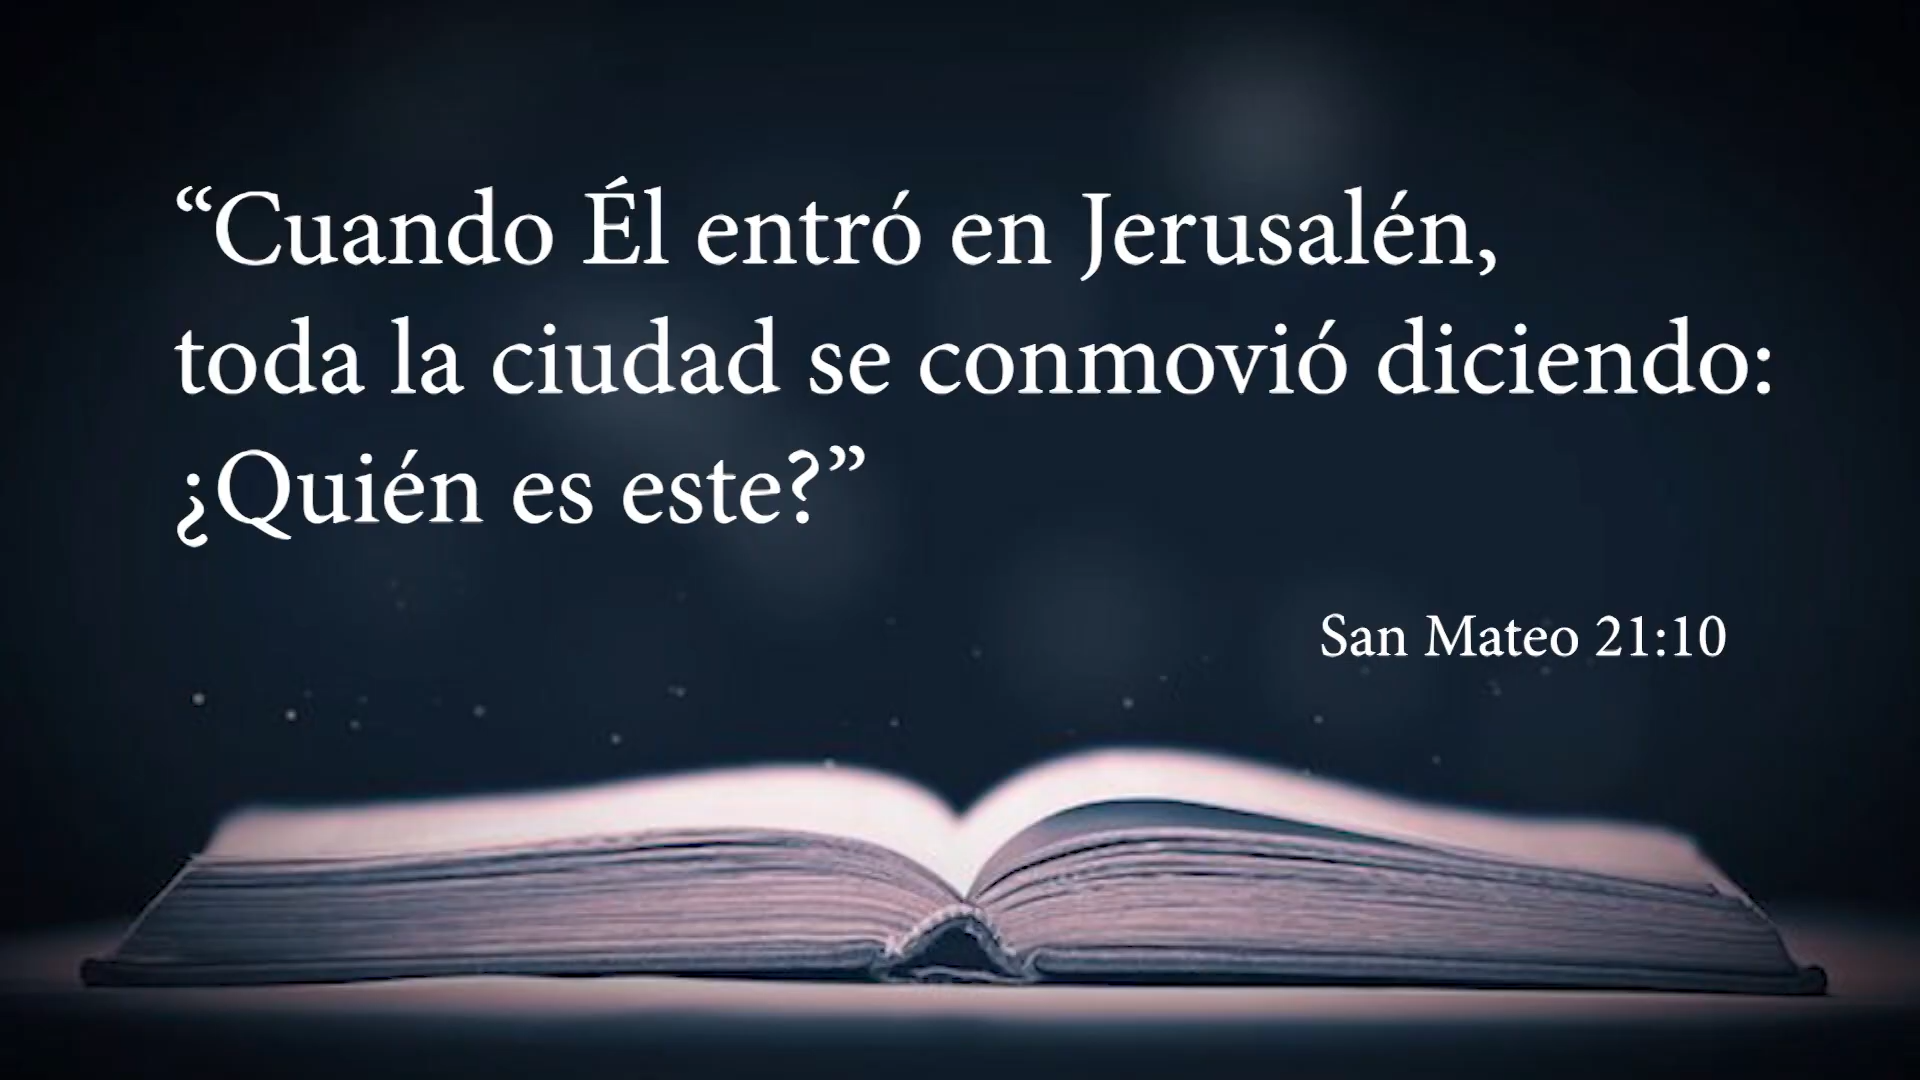 “Cuando Él entró en Jerusalén,
toda la ciudad se conmovió diciendo:
¿Quién es este?”
San Mateo 21:10